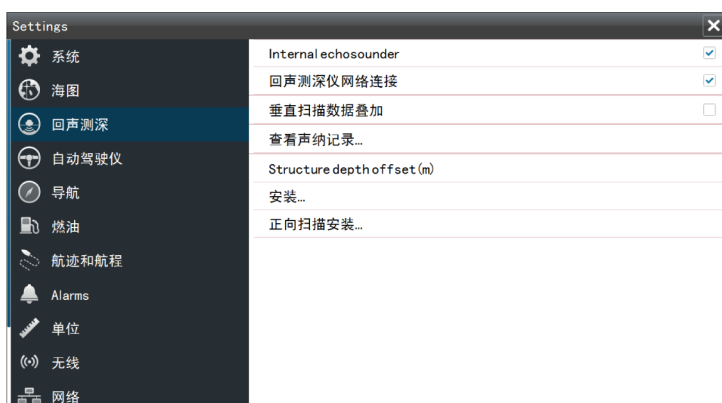 Settings
系统
海图
回声测深
自动驾驶仪
导航
燃油
航迹和航程
Alarms
单位
无线
网络
Internal echosounder
回声测深仪网络连接
垂直扫描数据叠加
查看声纳记录...
Structure depth offset(m)
安装...
正向扫描安装...